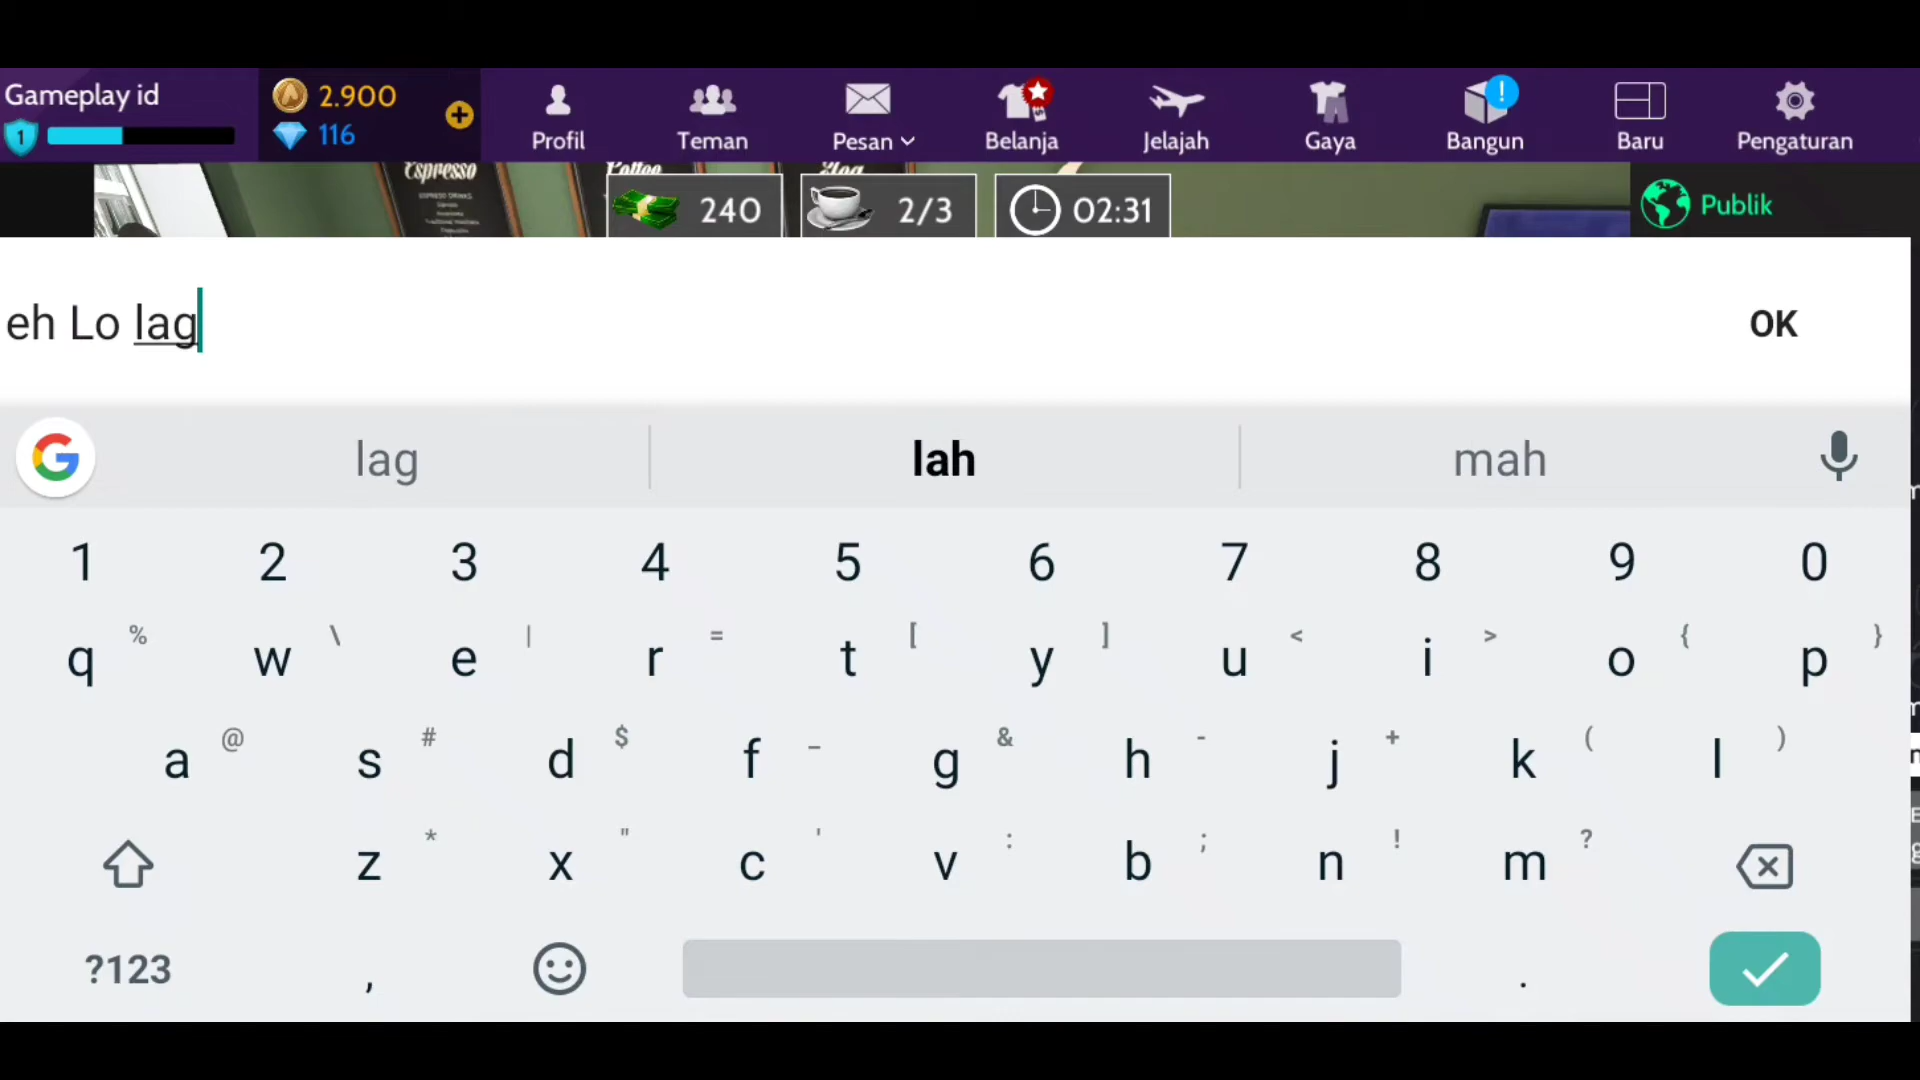 Gameplay id
1
2.900
116
Profil
Teman
Pesan
Belanja
Jelajah
Gaya
Bangun
Baru
Pengaturan
Espresso
240
2/3
02:31
Publik
eh Lo lag
OK
lag
lah
mah
1 2 3 4 5 6 7 8 9 0
% \ | = [ ] < > { }
q w e r t y u i o p
@ # $ _ & - + ( )
a s d f g h j k l
* " ' : ; ! ?
z x c v b n m
?123 , .